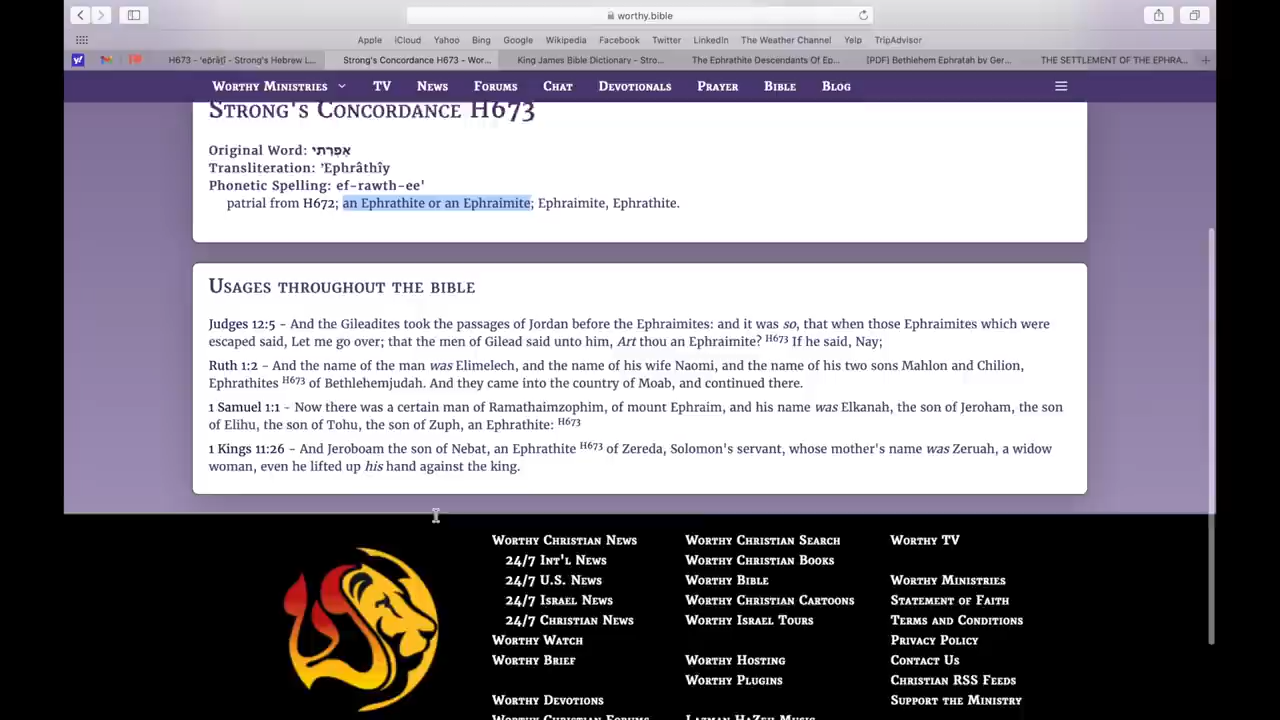 worthy.bible
Apple iCloud Yahoo Bing Google Wikipedia Facebook Twitter LinkedIn The Weather Channel Yelp TripAdvisor
H673 - 'ep̄rāṯî - Strong's Hebrew L... Strong's Concordance H673 - Wor... King James Bible Dictionary - Stro... The Ephrathite Descendants Of Ep... [PDF] Bethlehem Ephratah by Ger... THE SETTLEMENT OF THE EPHRA...
Worthy Ministries TV News Forums Chat Devotionals Prayer Bible Blog
Strong's Concordance H673
Original Word: אֶפְרָתִי
Transliteration: 'Ephrâthîy
Phonetic Spelling: ef-rawth-ee'
patrial from H672; an Ephrathite or an Ephraimite; Ephraimite, Ephrathite.
Usages throughout the bible
Judges 12:5 - And the Gileadites took the passages of Jordan before the Ephraimites: and it was so, that when those Ephraimites which were
escaped said, Let me go over; that the men of Gilead said unto him, Art thou an Ephraimite? H673 If he said, Nay;
Ruth 1:2 - And the name of the man was Elimelech, and the name of his wife Naomi, and the name of his two sons Mahlon and Chilion,
Ephrathites H673 of Bethlehemjudah. And they came into the country of Moab, and continued there.
1 Samuel 1:1 - Now there was a certain man of Ramathaimzophim, of mount Ephraim, and his name was Elkanah, the son of Jeroham, the son
of Elihu, the son of Tohu, the son of Zuph, an Ephrathite: H673
1 Kings 11:26 - And Jeroboam the son of Nebat, an Ephrathite H673 of Zereda, Solomon's servant, whose mother's name was Zeruah, a widow
woman, even he lifted up his hand against the king.
Worthy Christian News Worthy Christian Search Worthy TV
24/7 Int'l News Worthy Christian Books
24/7 U.S. News Worthy Bible Worthy Ministries
24/7 Israel News Worthy Christian Cartoons Statement of Faith
24/7 Christian News Worthy Israel Tours Terms and Conditions
Worthy Watch Privacy Policy
Worthy Brief Worthy Hosting Contact Us
Worthy Plugins Christian RSS Feeds
Worthy Devotions Support the Ministry
Worthy Christian Forums Lazman HaZeh Music